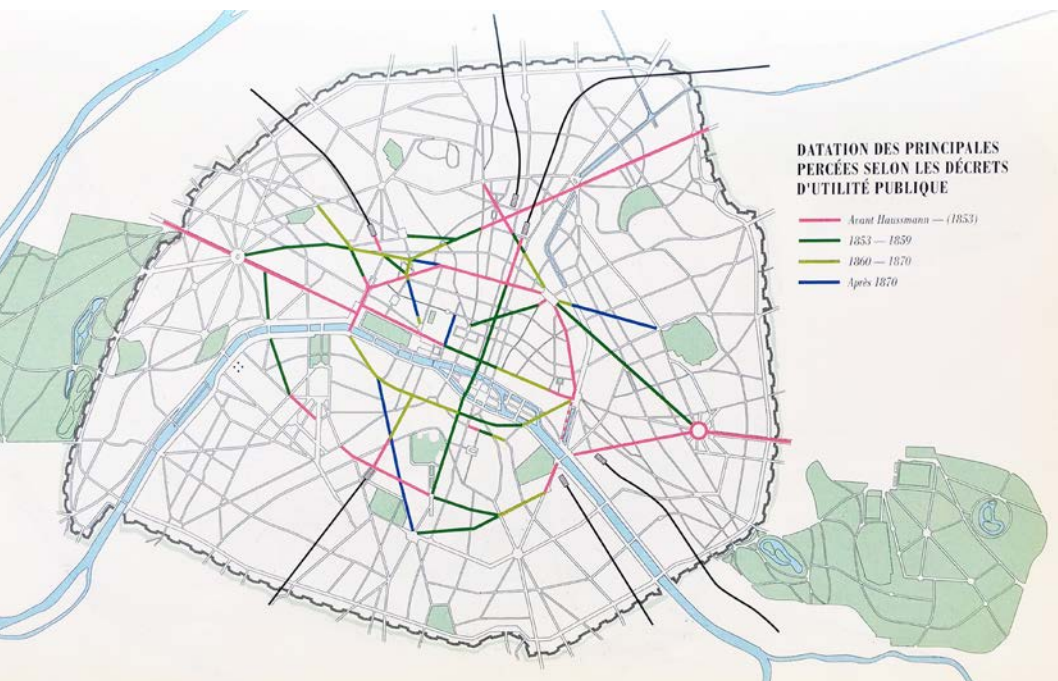 DATATION DES PRINCIPALES
PERCÉES SELON LES DÉCRETS
D'UTILITÉ PUBLIQUE
Avant Haussmann — (1853)
1853 — 1859
1860 — 1870
Après 1870